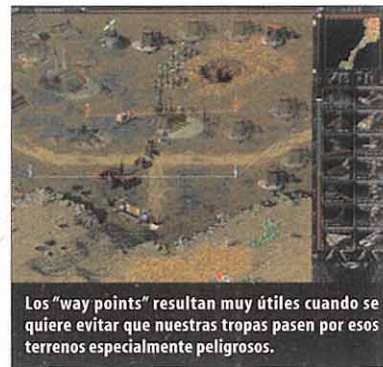 Los "way points" resultan muy útiles cuando se
quiere evitar que nuestras tropas pasen por esos
terrenos especialmente peligrosos.